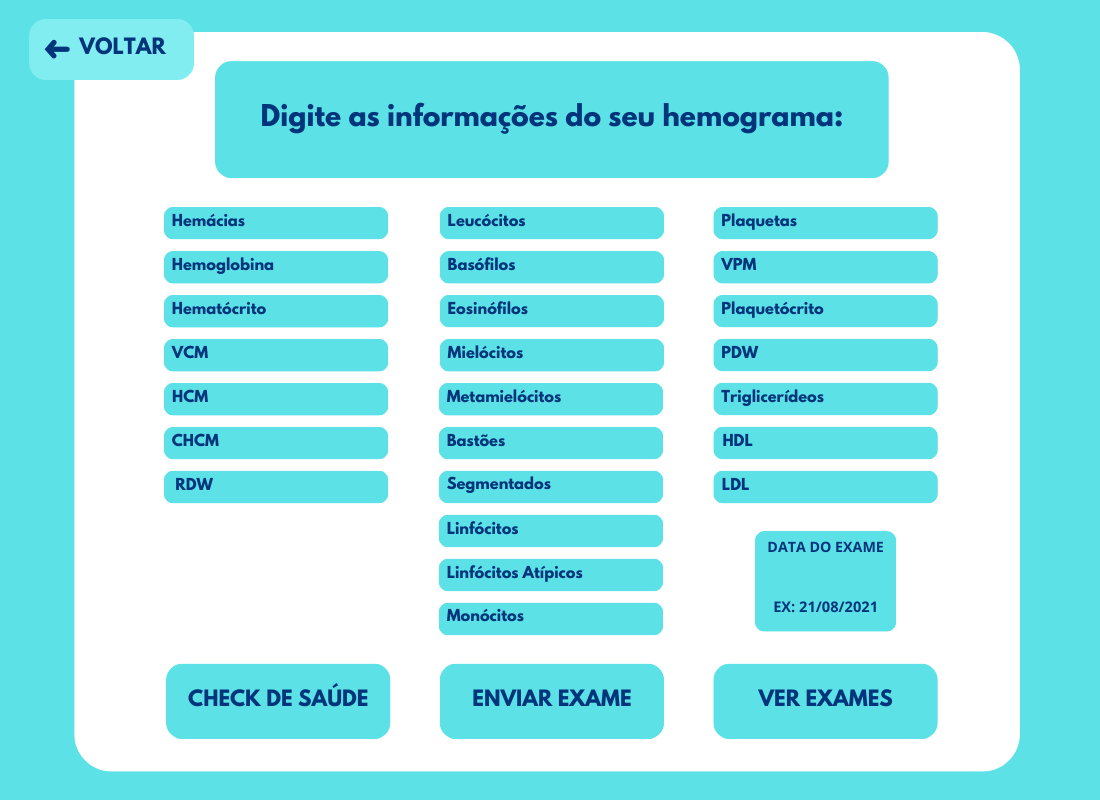 VOLTAR
Digite as informações do seu hemograma:
Hemácias
Hemoglobina
Hematócrito
VCM
HCM
CHCM
RDW
Leucócitos
Basófilos
Eosinófilos
Mielócitos
Metamielócitos
Bastões
Segmentados
Linfócitos
Linfócitos Atípicos
Monócitos
Plaquetas
VPM
Plaquetócrito
PDW
Triglicerídeos
HDL
LDL
DATA DO EXAME
EX: 21/08/2021
CHECK DE SAÚDE
ENVIAR EXAME
VER EXAMES